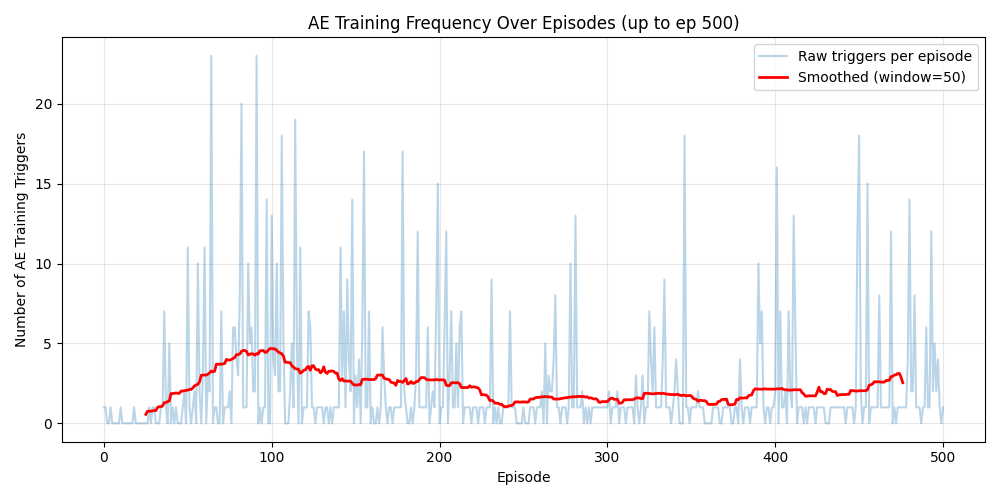 AE Training Frequency Over Episodes (up to ep 500)
Raw triggers per episode
Smoothed (window=50)
Number of AE Training Triggers
20
15
10
5
0
0 100 200 300 400 500
Episode